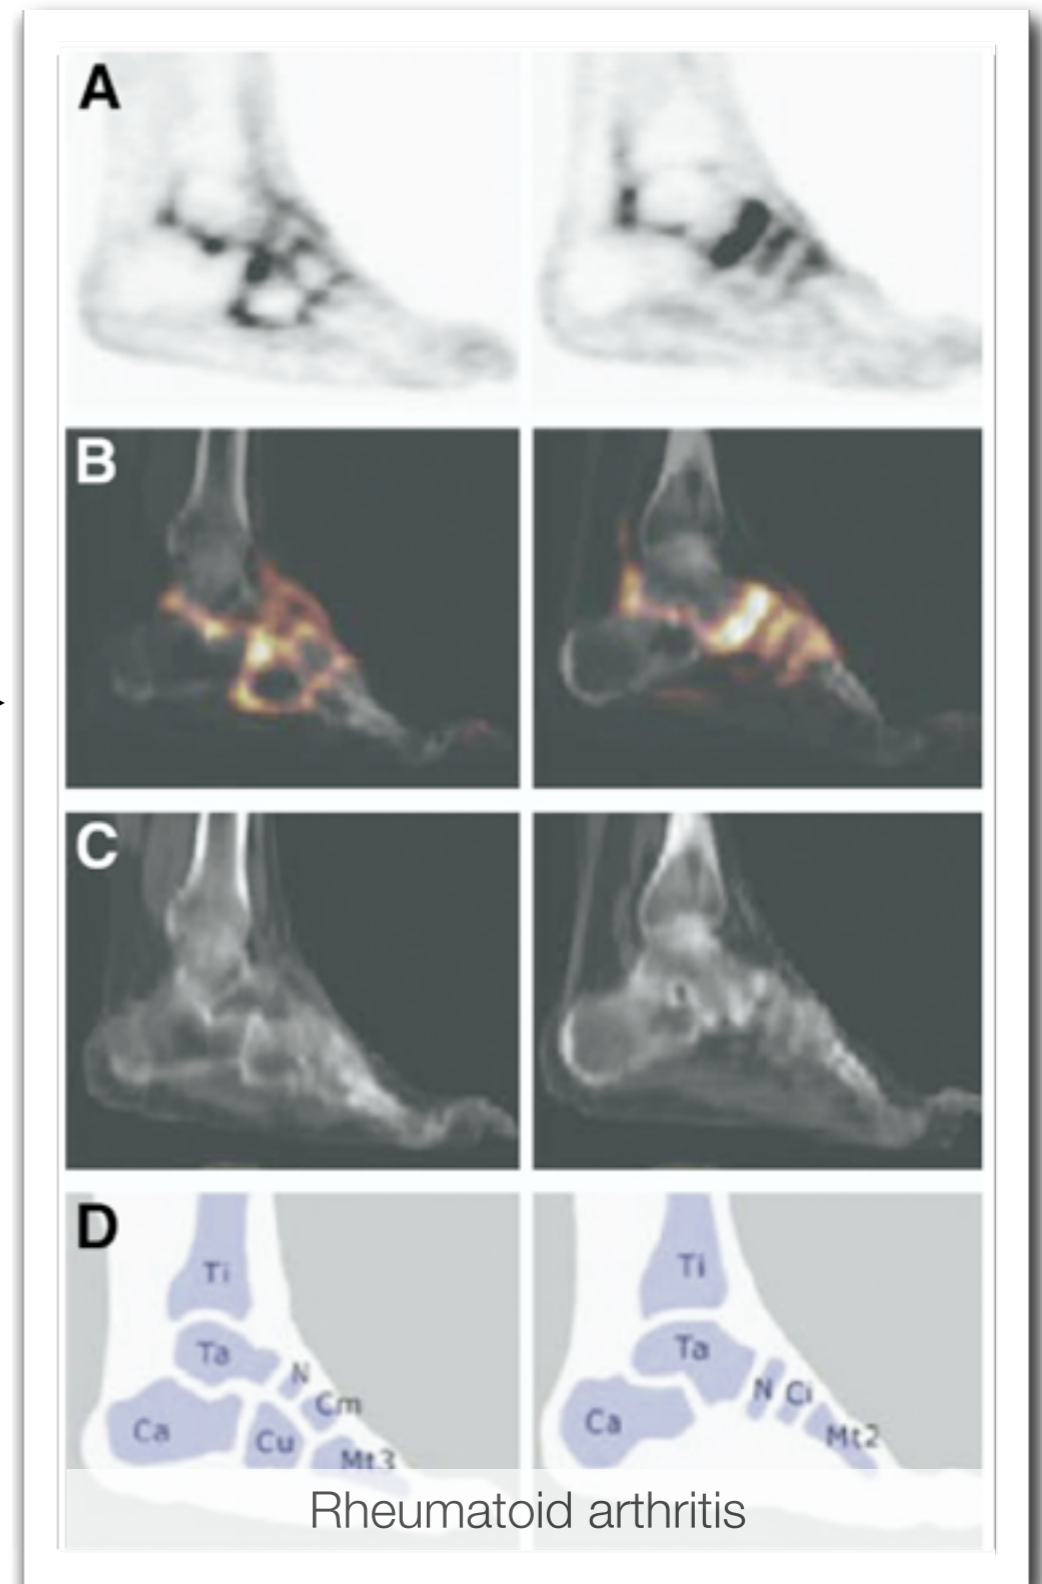 A
B
C
D
Ti
Ti
Ta
Ta
N
Cm
N
Ci
Ca
Cu
Mt3
Ca
Mt2
Rheumatoid arthritis